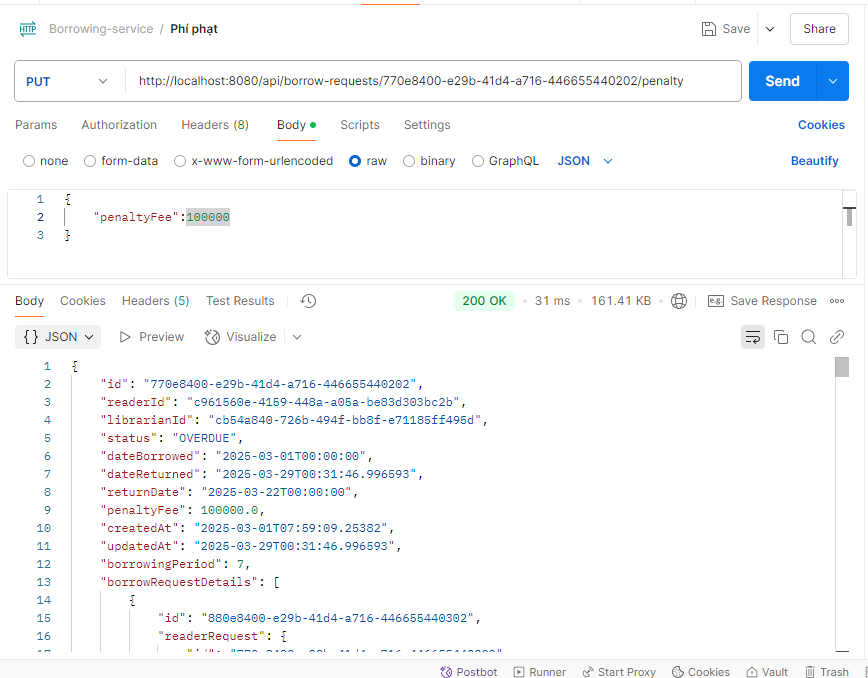 HTTP Borrowing-service / Phí phạt Save Share
PUT http://localhost:8080/api/borrow-requests/770e8400-e29b-41d4-a716-446655440202/penalty Send
Params Authorization Headers (8) Body Scripts Settings Cookies
none form-data x-www-form-urlencoded raw binary GraphQL JSON Beautify
1 {
2 "penaltyFee":100000
3 }
Body Cookies Headers (5) Test Results 200 OK 31 ms 161.41 KB e.g. Save Response
{} JSON Preview Visualize
1 {
2 "id": "770e8400-e29b-41d4-a716-446655440202",
3 "readerId": "c961560e-4159-448a-a05a-be83d303bc2b",
4 "librarianId": "cb54a840-726b-494f-bb8f-e71185ff495d",
5 "status": "OVERDUE",
6 "dateBorrowed": "2025-03-01T00:00:00",
7 "dateReturned": "2025-03-29T00:31:46.996593",
8 "returnDate": "2025-03-22T00:00:00",
9 "penaltyFee": 100000.0,
10 "createdAt": "2025-03-01T07:59:09.25382",
11 "updatedAt": "2025-03-29T00:31:46.996593",
12 "borrowingPeriod": 7,
13 "borrowRequestDetails": [
14 {
15 "id": "880e8400-e29b-41d4-a716-446655440302",
16 "readerRequest": {
Postbot Runner Start Proxy Cookies Vault Trash